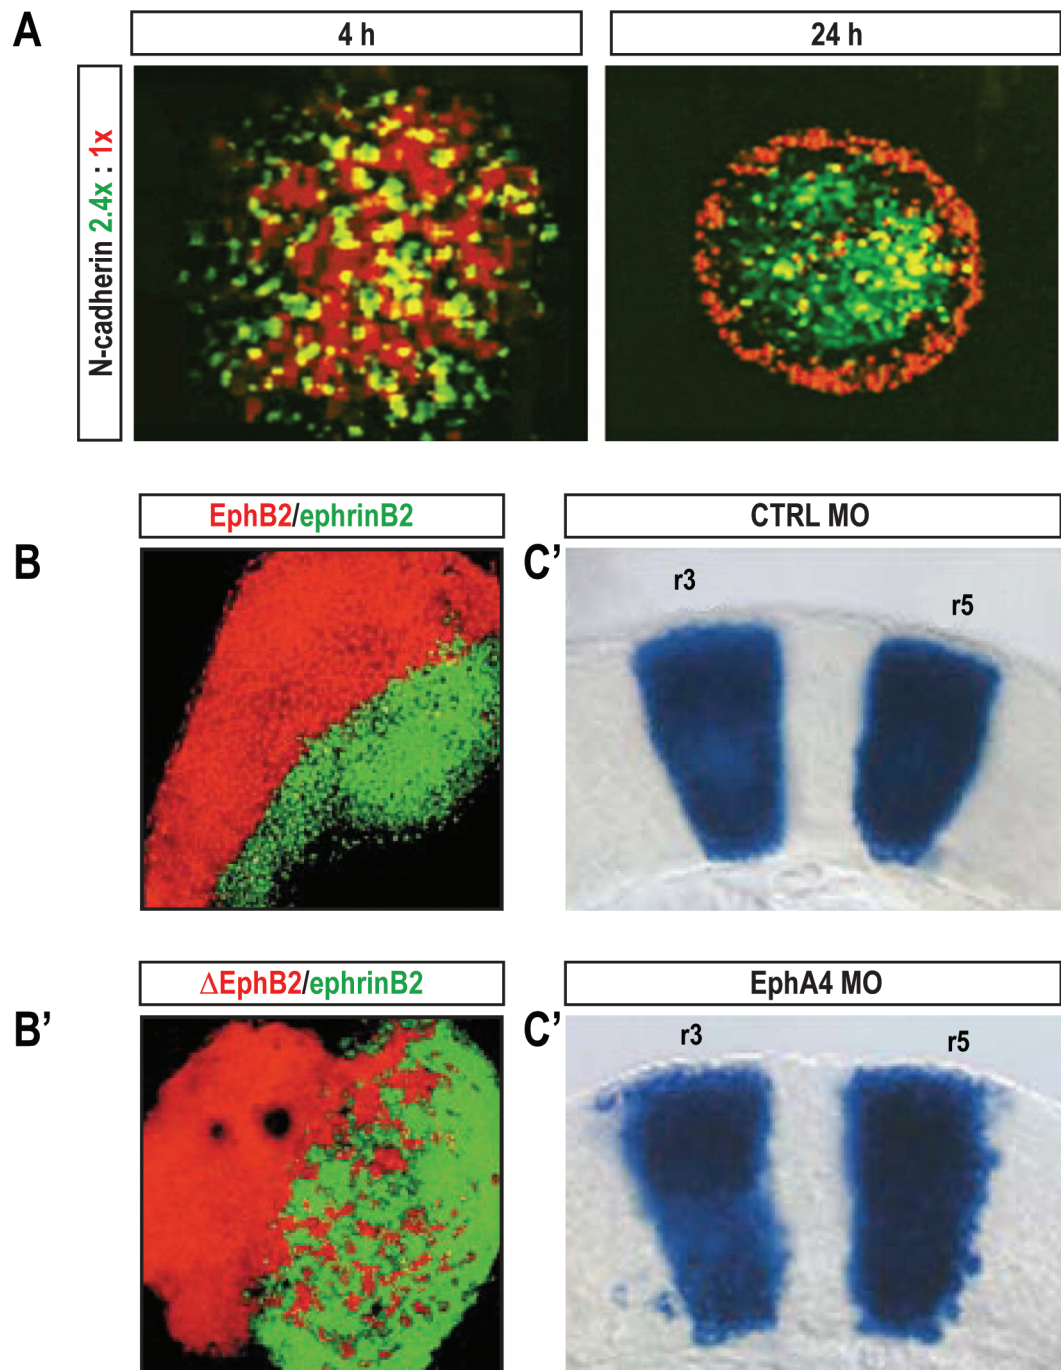 A
4 h
24 h
N-cadherin 2.4x : 1x
EphB2/ephrinB2
CTRL MO
B
C’
r3
r5
ΔEphB2/ephrinB2
EphA4 MO
B’
C’
r3
r5